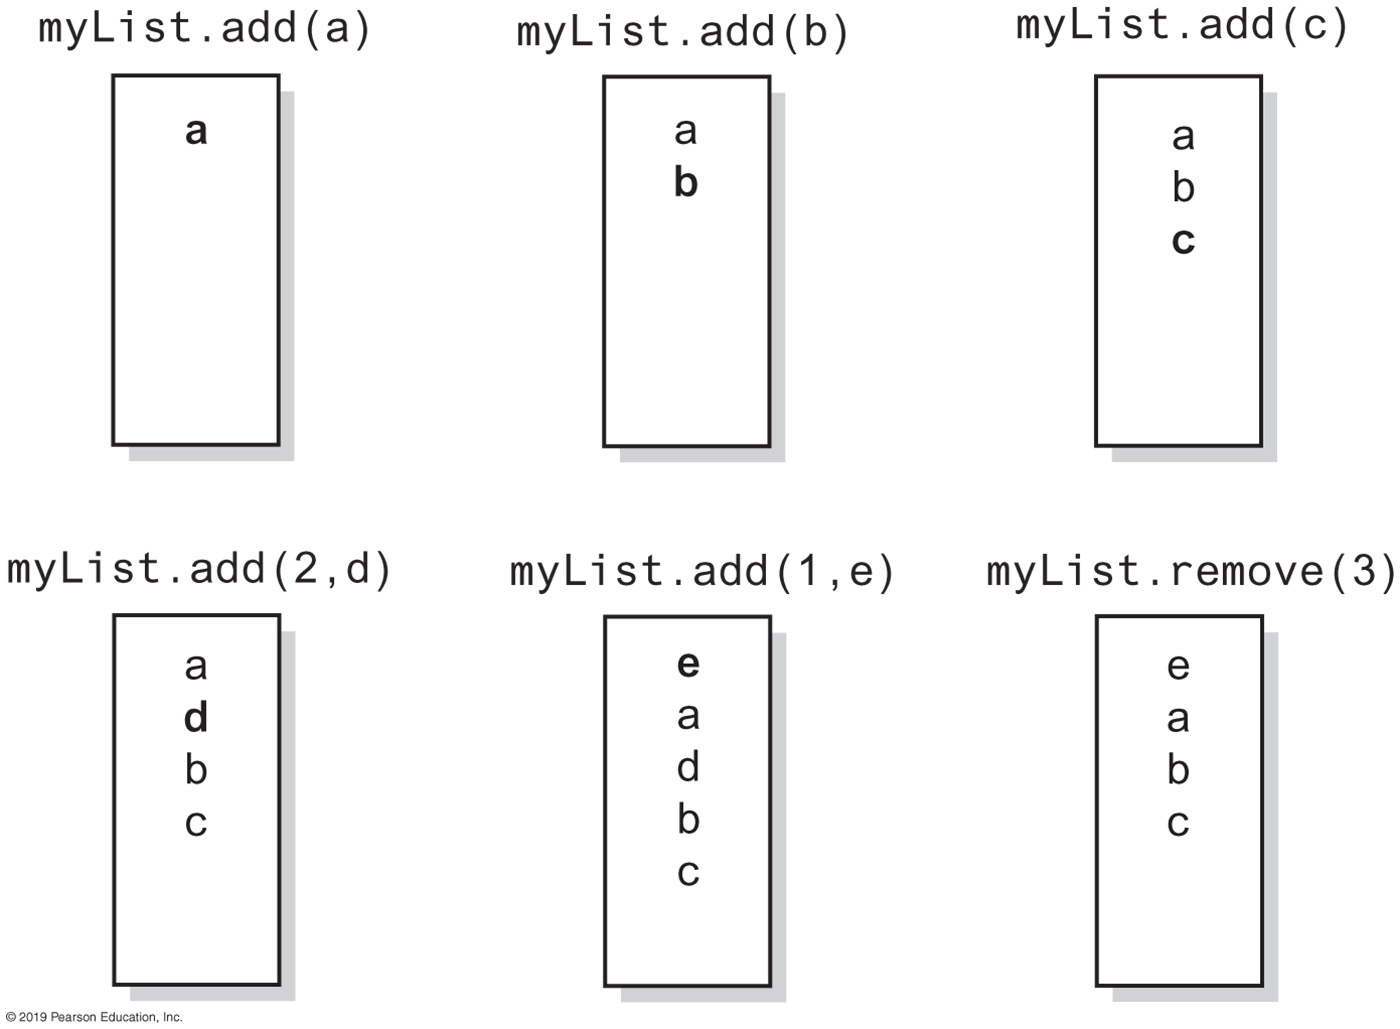 myList.add(a)
a
myList.add(b)
a
b
myList.add(c)
a
b
c
myList.add(2,d)
a
d
b
c
myList.add(1,e)
e
a
d
b
c
myList.remove(3)
e
a
b
c
© 2019 Pearson Education, Inc.